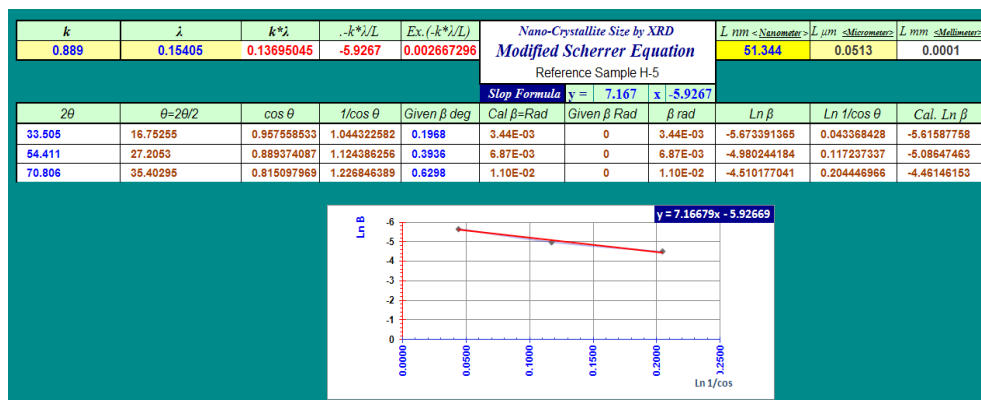 k λ k*λ .-k*λ/L Ex.(-k*λ/L) Nano-Crystallite Size by XRD L nm <Nanometer> L μm <Micrometer> L mm <Mellimeter>
0.889 0.15405 0.13695045 -5.9267 0.002667296 Modified Scherrer Equation 51.344 0.0513 0.0001
Reference Sample H-5
Slop Formula y = 7.167 x -5.9267
2θ θ=2θ/2 cos θ 1/cos θ Given β deg Cal β=Rad Given β Rad β rad Ln β Ln 1/cos θ Cal. Ln β
33.505 16.75255 0.957558533 1.044322582 0.1968 3.44E-03 0 3.44E-03 -5.673391365 0.043368428 -5.61587758
54.411 27.2053 0.889374087 1.124386256 0.3936 6.87E-03 0 6.87E-03 -4.980244184 0.117237337 -5.08647463
70.806 35.40295 0.815097969 1.226846389 0.6298 1.10E-02 0 1.10E-02 -4.510177041 0.204446966 -4.46146153
y = 7.16679x - 5.92669
Ln B
-6
-5
-4
-3
-2
-1
0
0.0000 0.0500 0.1000 0.1500 0.2000 0.2500
Ln 1/cos